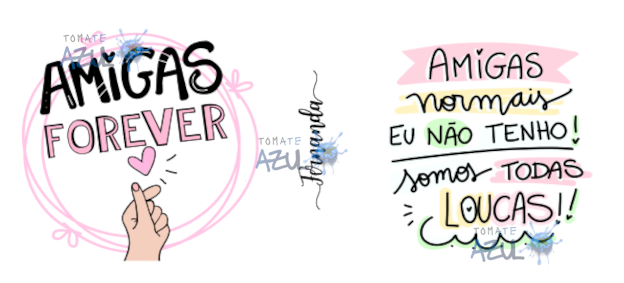 TOMATE
AZUL
AMIGAS
FOREVER
TOMATE
AZUL
Fernanda
AMIGAS
normais
EU NÃO TENHO!
somos TODAS
LOUCAS!!
TOMATE
AZUL